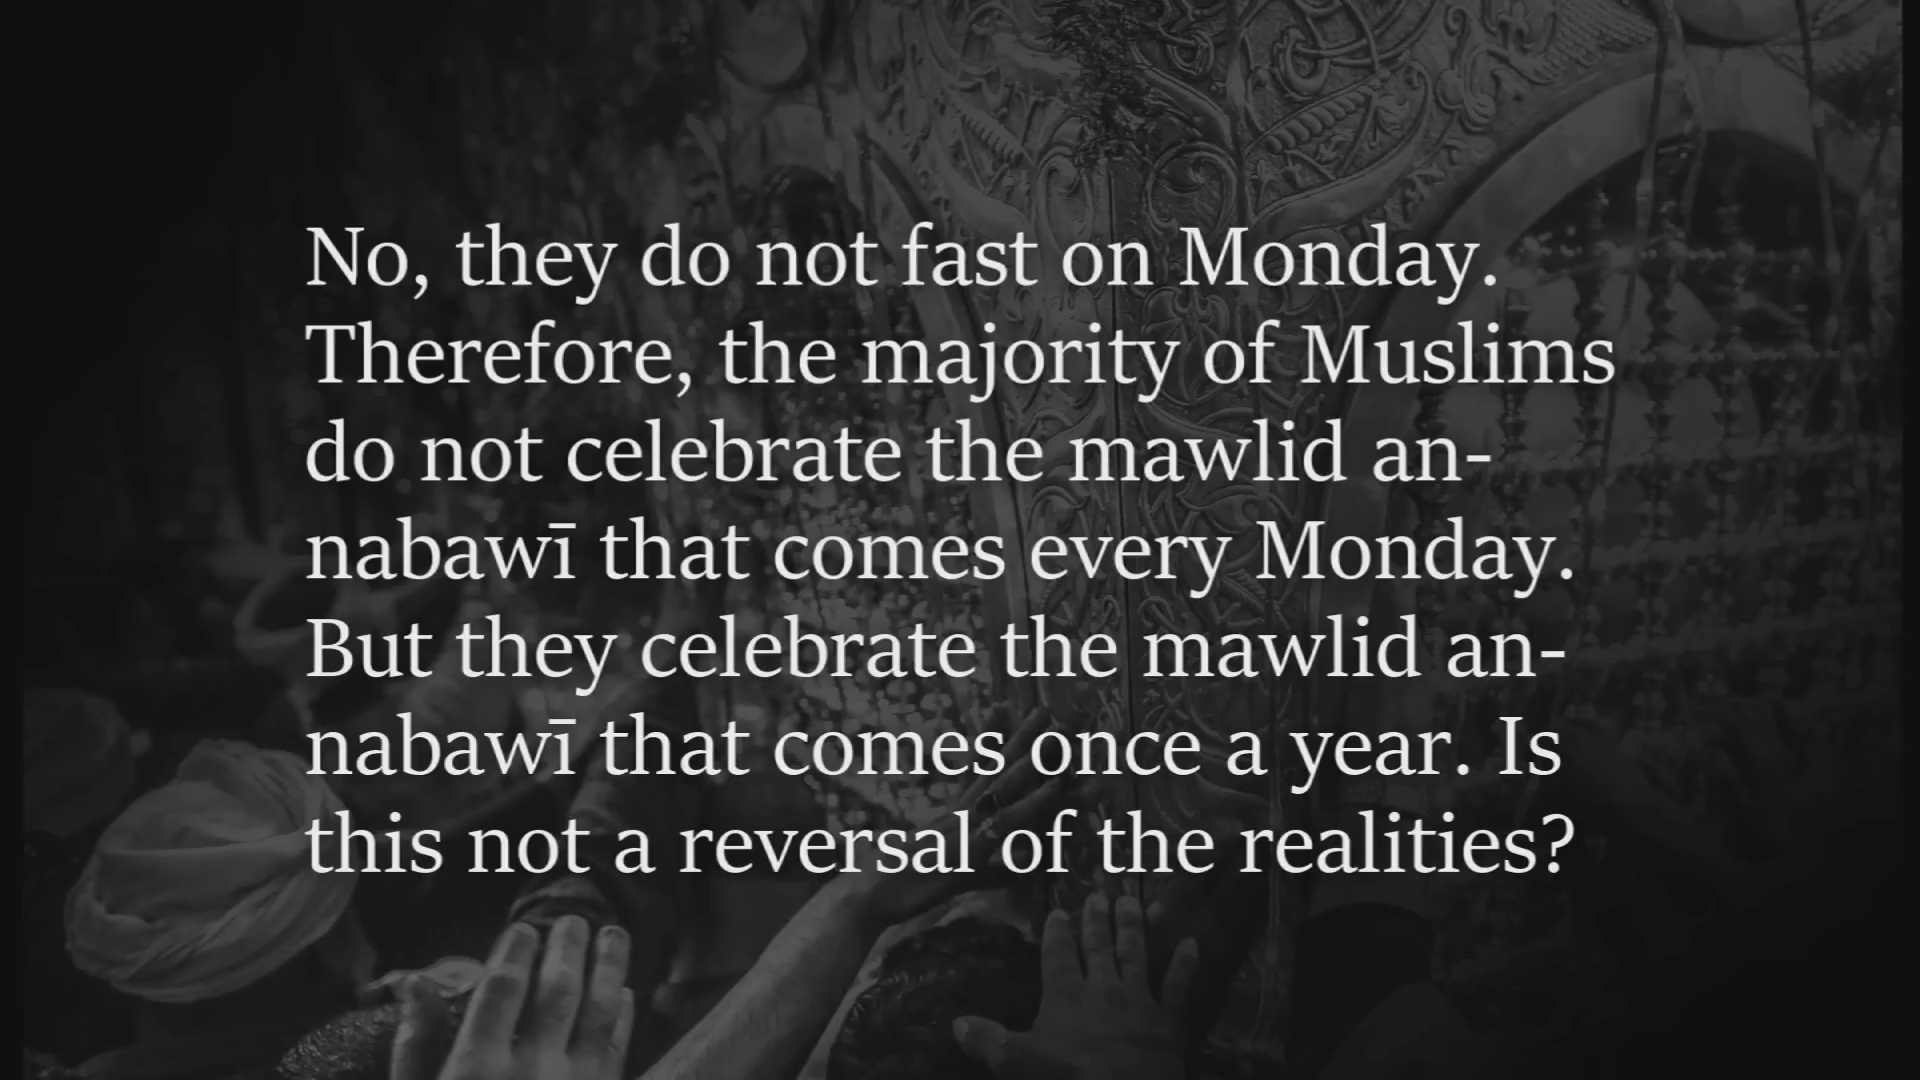 No, they do not fast on Monday.
Therefore, the majority of Muslims
do not celebrate the mawlid an-
nabawī that comes every Monday.
But they celebrate the mawlid an-
nabawī that comes once a year. Is
this not a reversal of the realities?